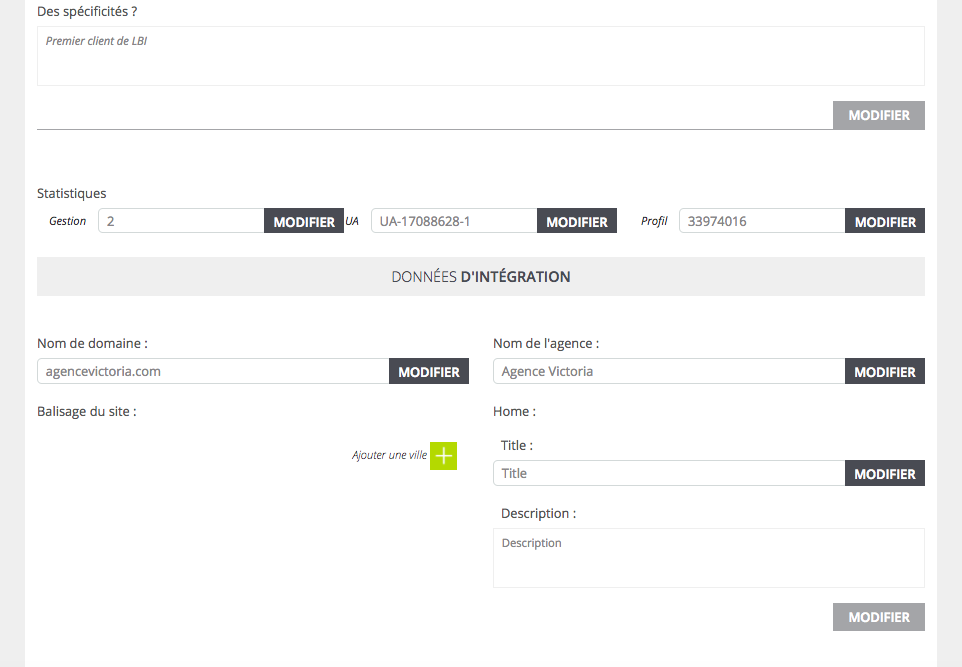 Des spécificités ?
Premier client de LBI
MODIFIER
Statistiques
Gestion 2 MODIFIER UA UA-17088628-1 MODIFIER Profil 33974016 MODIFIER
DONNÉES D'INTÉGRATION
Nom de domaine : Nom de l'agence :
agencevictoria.com MODIFIER Agence Victoria MODIFIER
Balisage du site : Home :
Title :
Ajouter une ville
Title MODIFIER
Description :
Description
MODIFIER